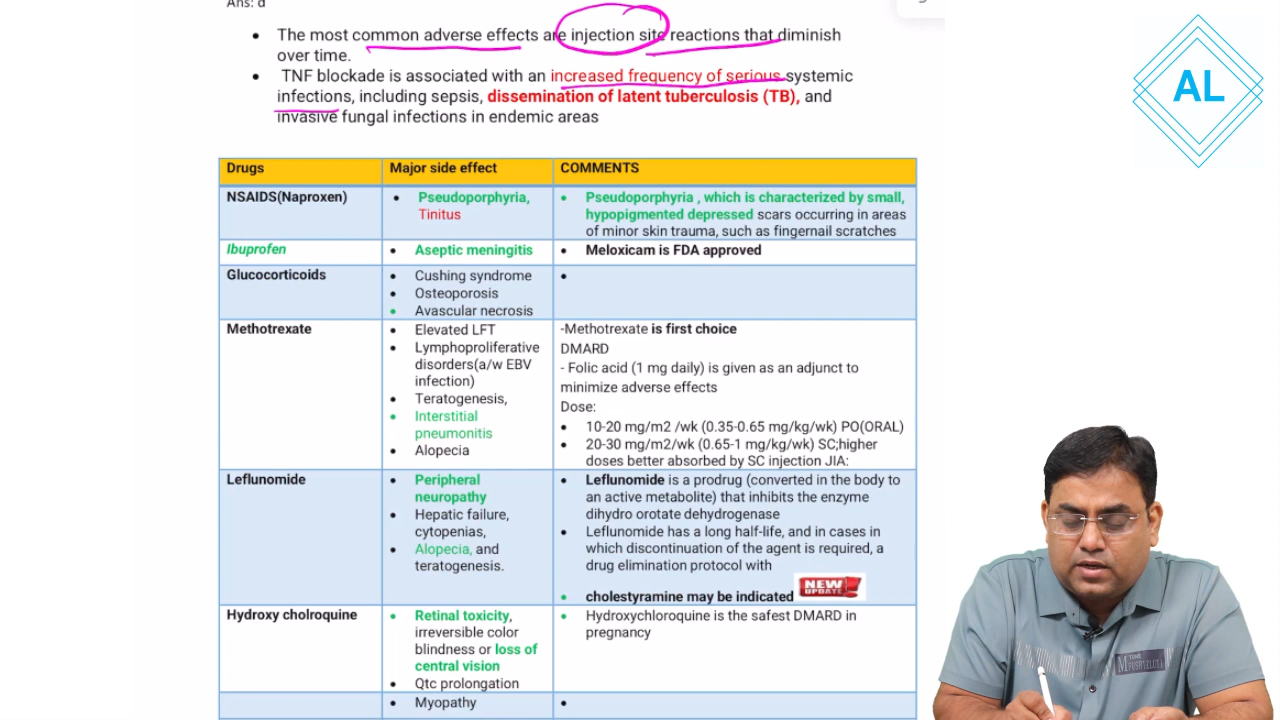 Ans: d
• The most common adverse effects are injection site reactions that diminish
over time.
• TNF blockade is associated with an increased frequency of serious systemic
infections, including sepsis, dissemination of latent tuberculosis (TB), and
invasive fungal infections in endemic areas
AL
Drugs Major side effect COMMENTS
NSAIDS(Naproxen)
• Pseudoporphyria,
Tinitus
• Pseudoporphyria , which is characterized by small,
hypopigmented depressed scars occurring in areas
of minor skin trauma, such as fingernail scratches
Ibuprofen
• Aseptic meningitis
• Meloxicam is FDA approved
Glucocorticoids
• Cushing syndrome
• Osteoporosis
• Avascular necrosis
•
Methotrexate
• Elevated LFT
• Lymphoproliferative
disorders(a/w EBV
infection)
• Teratogenesis,
• Interstitial
pneumonitis
• Alopecia
-Methotrexate is first choice
DMARD
- Folic acid (1 mg daily) is given as an adjunct to
minimize adverse effects
Dose:
• 10-20 mg/m2 /wk (0.35-0.65 mg/kg/wk) PO(ORAL)
• 20-30 mg/m2/wk (0.65-1 mg/kg/wk) SC;higher
doses better absorbed by SC injection JIA:
Leflunomide
• Peripheral
neuropathy
• Hepatic failure,
cytopenias,
• Alopecia, and
teratogenesis.
• Leflunomide is a prodrug (converted in the body to
an active metabolite) that inhibits the enzyme
dihydro orotate dehydrogenase
• Leflunomide has a long half-life, and in cases in
which discontinuation of the agent is required, a
drug elimination protocol with
NEW
UPDATE
• cholestyramine may be indicated
Hydroxy cholroquine
• Retinal toxicity,
irreversible color
blindness or loss of
central vision
• Qtc prolongation
• Hydroxychloroquine is the safest DMARD in
pregnancy
• Myopathy
•